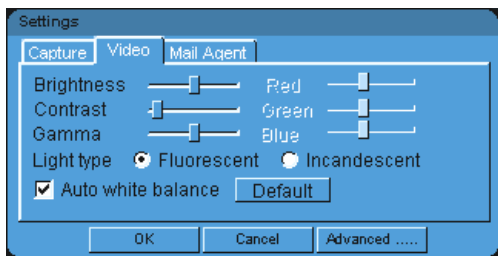 Settings
Capture Video Mail Agent
Brightness Red
Contrast Green
Gamma Blue
Light type Fluorescent Incandescent
Auto white balance Default
OK Cancel Advanced .....